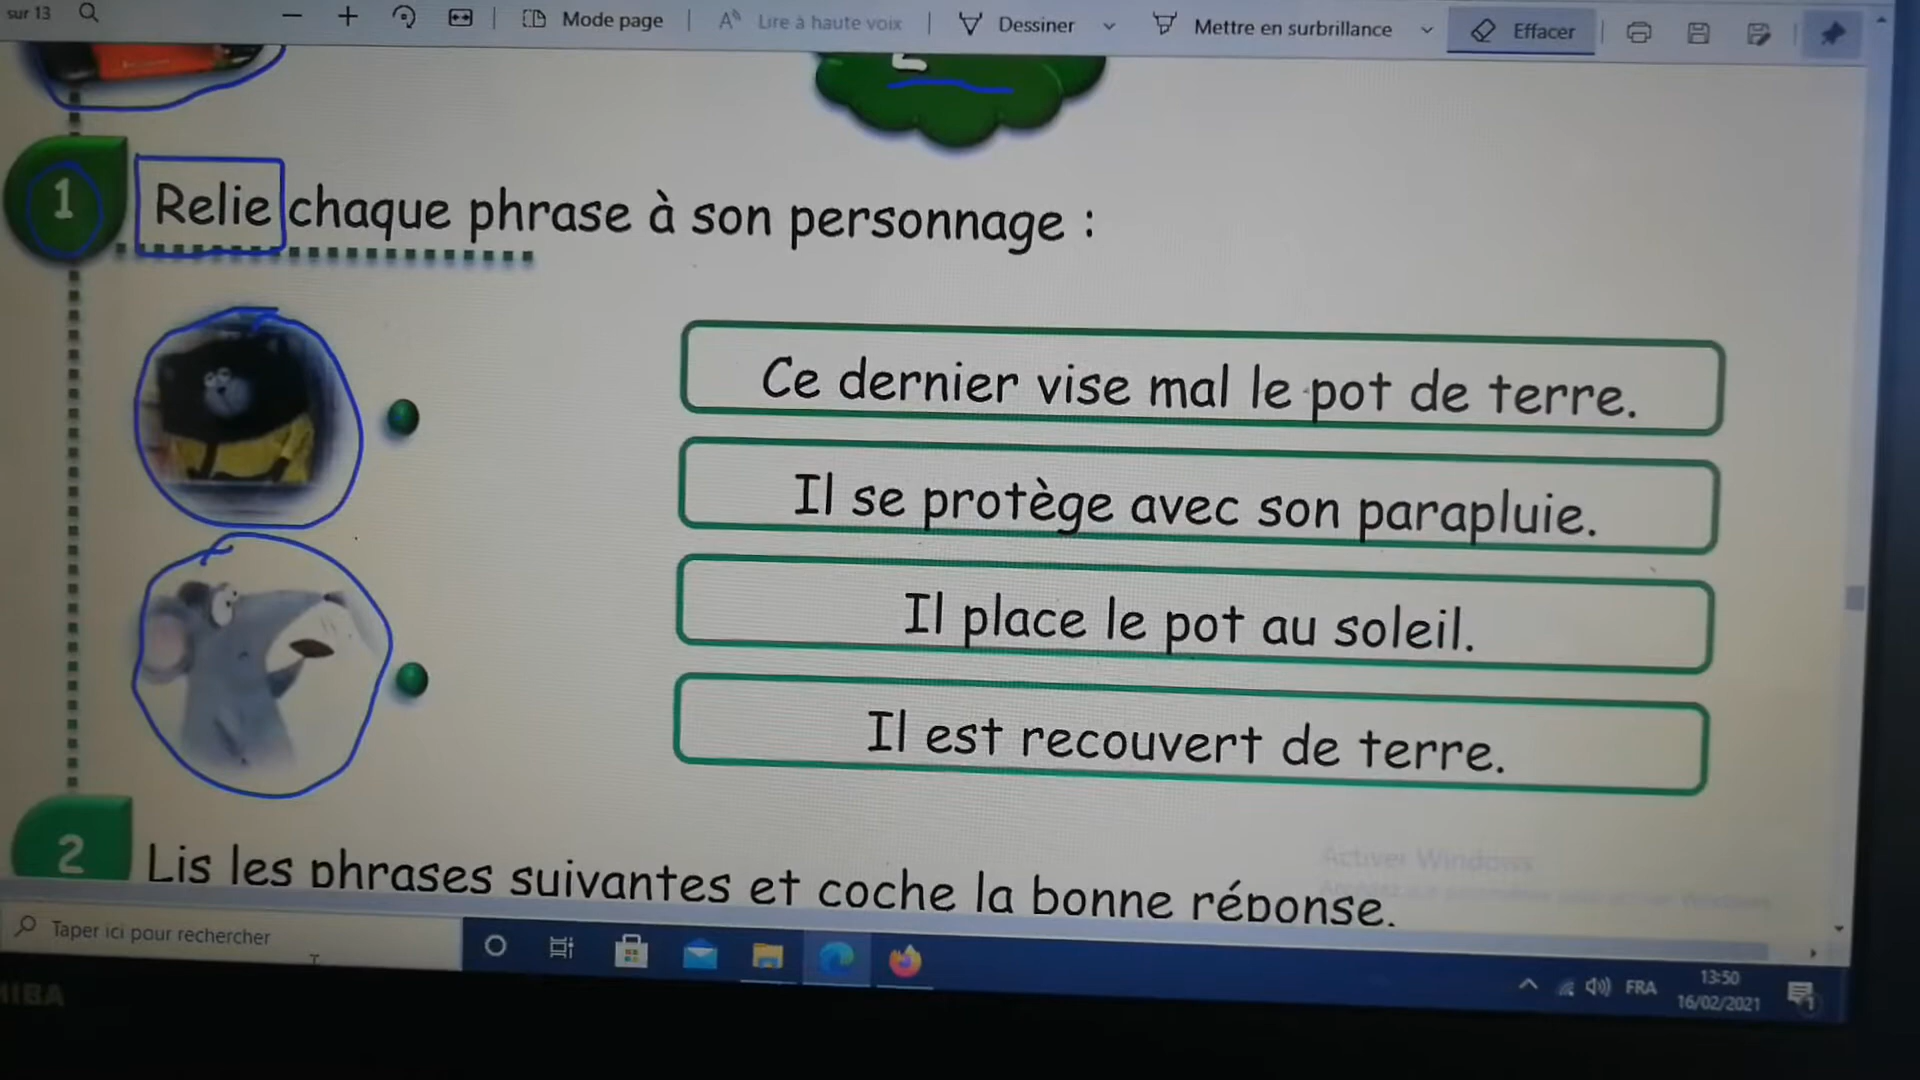 sur 13
Mode page
Lire à haute voix
Dessiner
Mettre en surbrillance
Effacer
1
Relie chaque phrase à son personnage :
Ce dernier vise mal le pot de terre.
Il se protège avec son parapluie.
Il place le pot au soleil.
Il est recouvert de terre.
2
Lis les phrases suivantes et coche la bonne réponse.
Activer Windows
Taper ici pour rechercher
FRA
13:50
16/02/2021
1